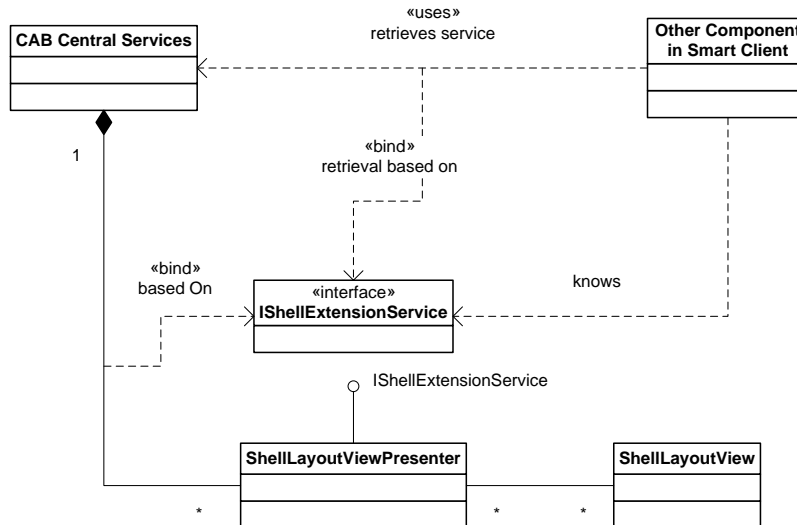 «uses»
retrieves service
CAB Central Services
Other Component
in Smart Client
1
«bind»
retrieval based on
«bind»
based On
«interface»
IShellExtensionService
knows
IShellExtensionService
ShellLayoutViewPresenter
ShellLayoutView
*
*
*